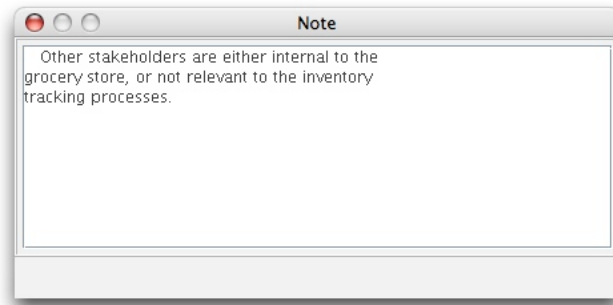 Note
Other stakeholders are either internal to the
grocery store, or not relevant to the inventory
tracking processes.